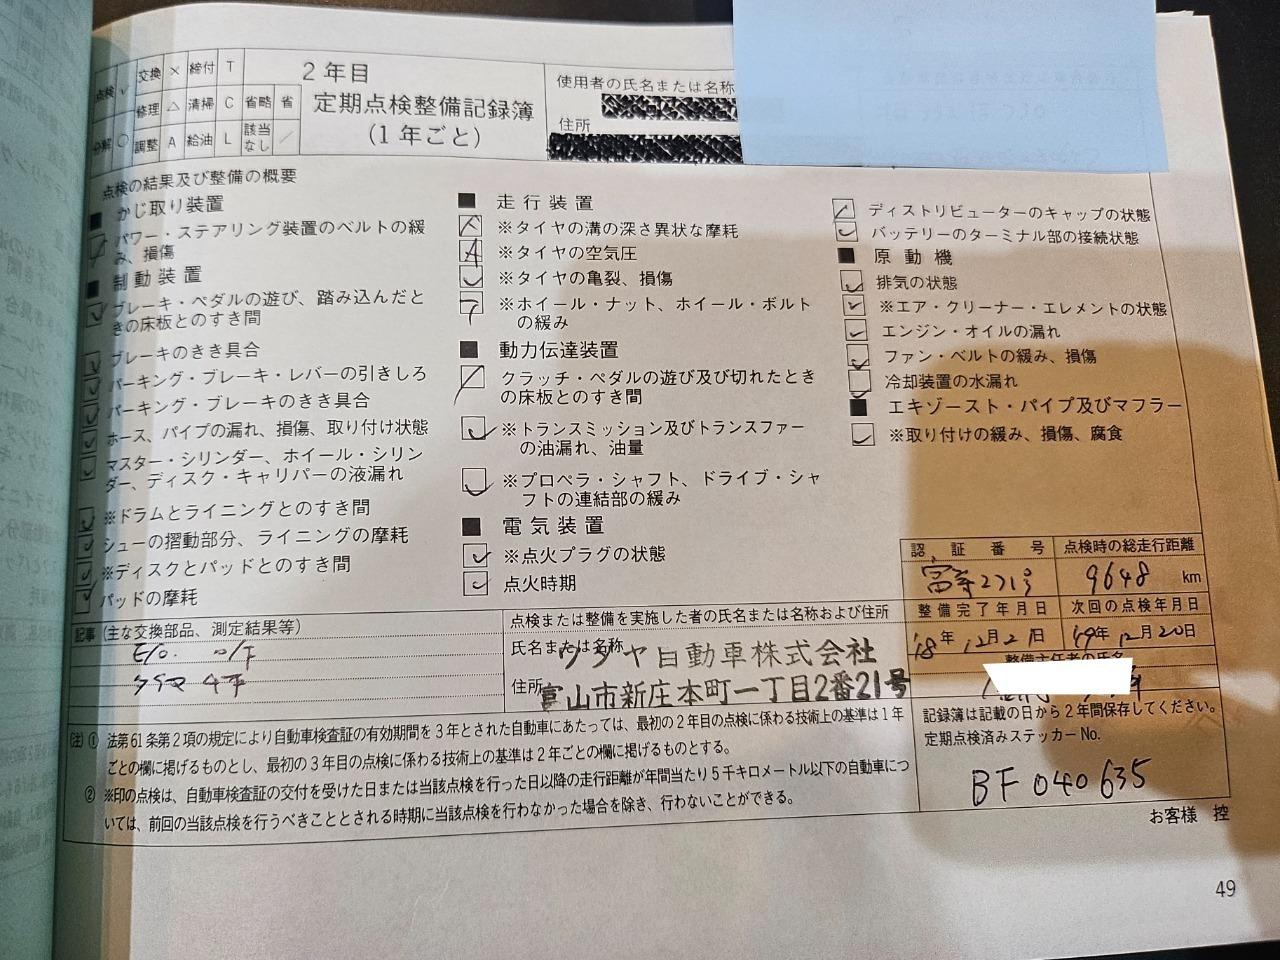 点検 ✓ 交換 × 締付 T
修理 △ 清掃 C 省略 省
分解 ○ 調整 A 給油 L 該当なし ／
2年目
定期点検整備記録簿
(1年ごと)
使用者の氏名または名称
住所
点検の結果及び整備の概要
■ かじ取り装置
パワー・ステアリング装置のベルトの緩
み、損傷
■ 制動装置
ブレーキ・ペダルの遊び、踏み込んだと
きの床板とのすき間
ブレーキのきき具合
パーキング・ブレーキ・レバーの引きしろ
パーキング・ブレーキのきき具合
ホース、パイプの漏れ、損傷、取り付け状態
マスター・シリンダー、ホイール・シリン
ダー、ディスク・キャリパーの液漏れ
※ドラムとライニングとのすき間
シューの摺動部分、ライニングの摩耗
※ディスクとパッドとのすき間
パッドの摩耗
■ 走行装置
※タイヤの溝の深さ異状な摩耗
A ※タイヤの空気圧
※タイヤの亀裂、損傷
T ※ホイール・ナット、ホイール・ボルト
の緩み
■ 動力伝達装置
クラッチ・ペダルの遊び及び切れたとき
の床板とのすき間
※トランスミッション及びトランスファー
の油漏れ、油量
※プロペラ・シャフト、ドライブ・シャ
フトの連結部の緩み
■ 電気装置
※点火プラグの状態
点火時期
ディストリビューターのキャップの状態
バッテリーのターミナル部の接続状態
■ 原動機
排気の状態
※エア・クリーナー・エレメントの状態
エンジン・オイルの漏れ
ファン・ベルトの緩み、損傷
冷却装置の水漏れ
■ エキゾースト・パイプ及びマフラー
※取り付けの緩み、損傷、腐食
認証番号 点検時の総走行距離
271号 9648 km
整備完了年月日 次回の点検年月日
'18年12月21日 '19年12月20日
整備主任者の氏名
記事 (主な交換部品、測定結果等)
点検または整備を実施した者の氏名または名称および住所
氏名または名称 ワダヤ自動車株式会社
住所 富山市新庄本町一丁目2番21号
記録簿は記載の日から2年間保存してください。
定期点検済みステッカーNo.
BF040635
(注) ① 法第61条第2項の規定により自動車検査証の有効期間を3年とされた自動車にあたっては、最初の2年目の点検に係わる技術上の基準は1年
ごとの欄に掲げるものとし、最初の3年目の点検に係わる技術上の基準は2年ごとの欄に掲げるものとする。
② ※印の点検は、自動車検査証の交付を受けた日または当該点検を行った日以降の走行距離が年間当たり5千キロメートル以下の自動車につ
いては、前回の当該点検を行うべきこととされる時期に当該点検を行わなかった場合を除き、行わないことができる。
お客様 控
49